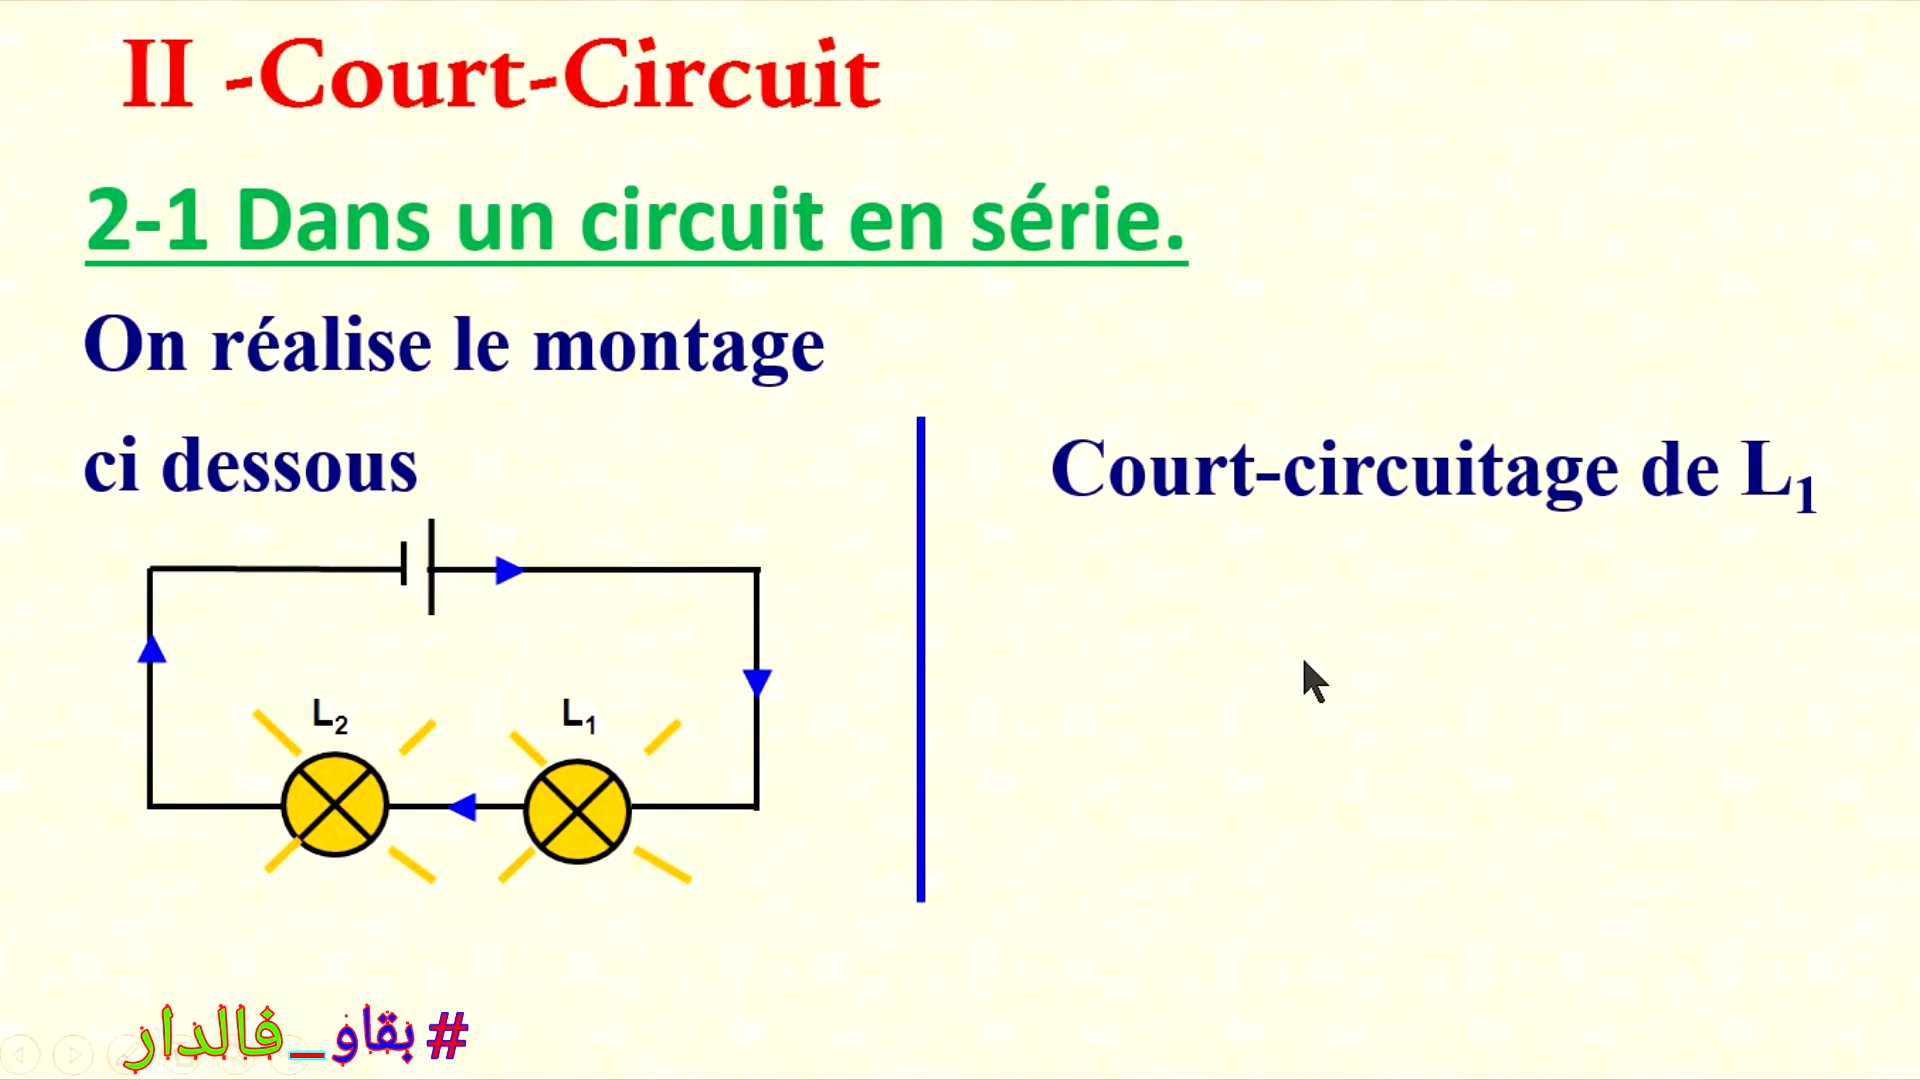 II -Court-Circuit
2-1 Dans un circuit en série.
On réalise le montage
ci dessous
L2
L1
Court-circuitage de L1
#بقاو_فالدار